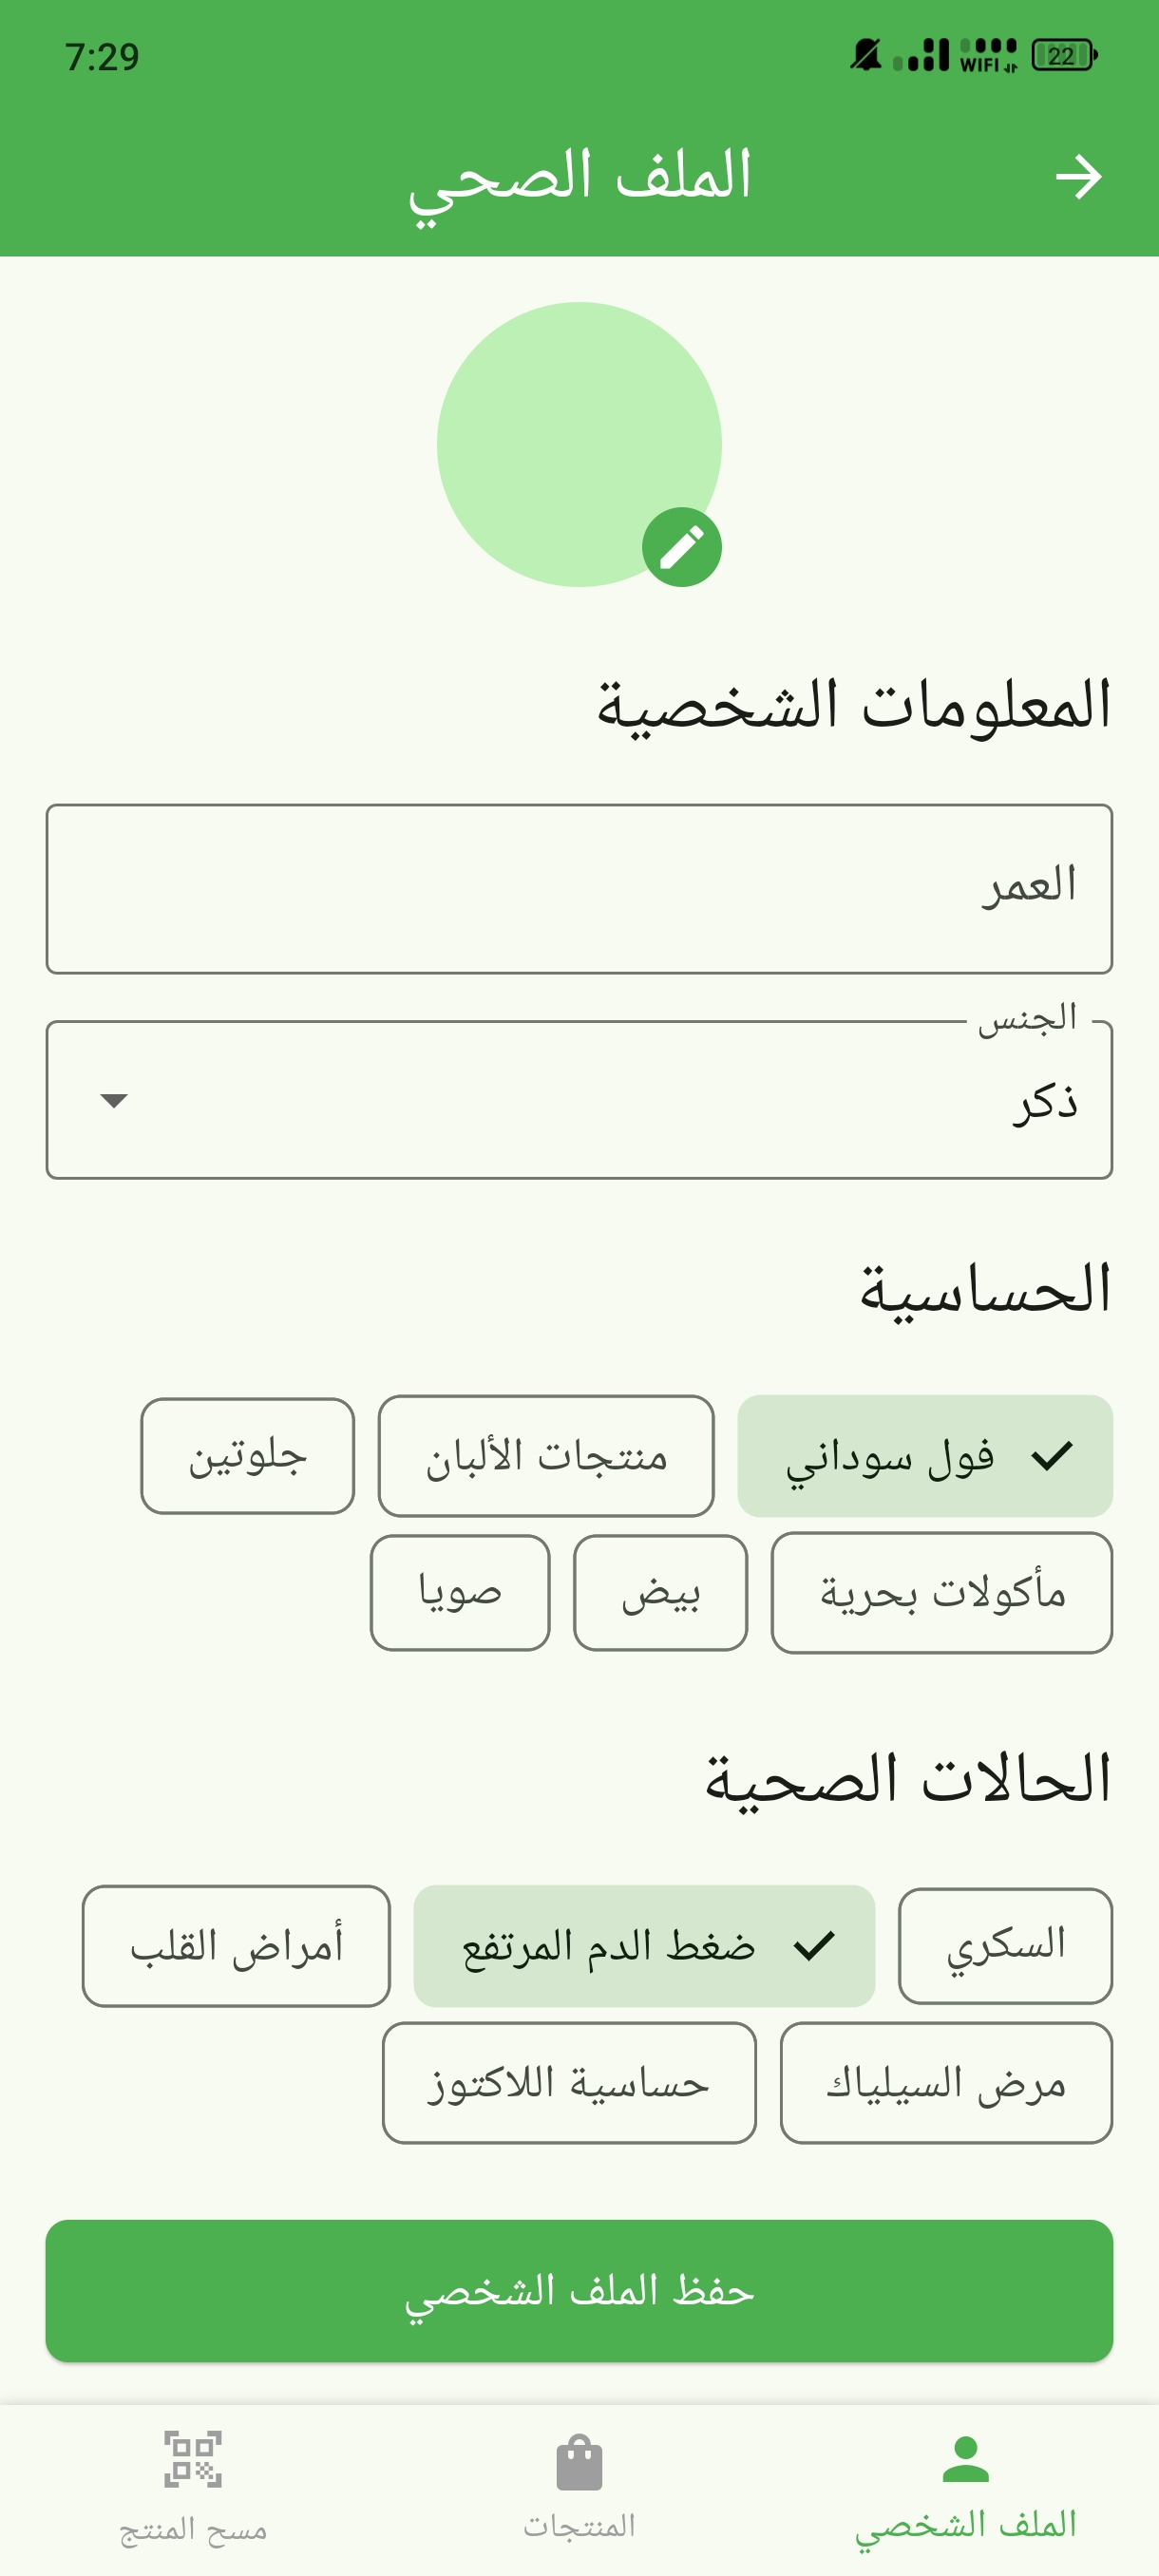 7:29
WIFI
22
الملف الصحي
المعلومات الشخصية
العمر
الجنس
ذكر
الحساسية
فول سوداني
منتجات الألبان
جلوتين
مأكولات بحرية
بيض
صويا
الحالات الصحية
السكري
ضغط الدم المرتفع
أمراض القلب
مرض السيلياك
حساسية اللاكتوز
حفظ الملف الشخصي
الملف الشخصي
المنتجات
مسح المنتج